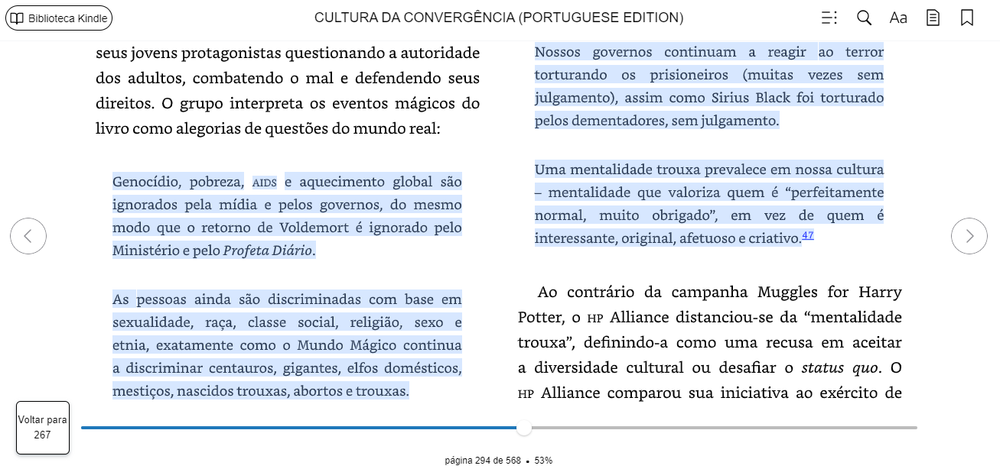 Biblioteca Kindle
CULTURA DA CONVERGÊNCIA (PORTUGUESE EDITION)
Aa
seus jovens protagonistas questionando a autoridade
dos adultos, combatendo o mal e defendendo seus
direitos. O grupo interpreta os eventos mágicos do
livro como alegorias de questões do mundo real:
Genocídio, pobreza, AIDS e aquecimento global são
ignorados pela mídia e pelos governos, do mesmo
modo que o retorno de Voldemort é ignorado pelo
Ministério e pelo Profeta Diário.
As pessoas ainda são discriminadas com base em
sexualidade, raça, classe social, religião, sexo e
etnia, exatamente como o Mundo Mágico continua
a discriminar centauros, gigantes, elfos domésticos,
mestiços, nascidos trouxas, abortos e trouxas.
Nossos governos continuam a reagir ao terror
torturando os prisioneiros (muitas vezes sem
julgamento), assim como Sirius Black foi torturado
pelos dementadores, sem julgamento.
Uma mentalidade trouxa prevalece em nossa cultura
– mentalidade que valoriza quem é “perfeitamente
normal, muito obrigado”, em vez de quem é
interessante, original, afetuoso e criativo.47
Ao contrário da campanha Muggles for Harry
Potter, o HP Alliance distanciou-se da “mentalidade
trouxa”, definindo-a como uma recusa em aceitar
a diversidade cultural ou desafiar o status quo. O
HP Alliance comparou sua iniciativa ao exército de
Voltar para
267
página 294 de 568 • 53%